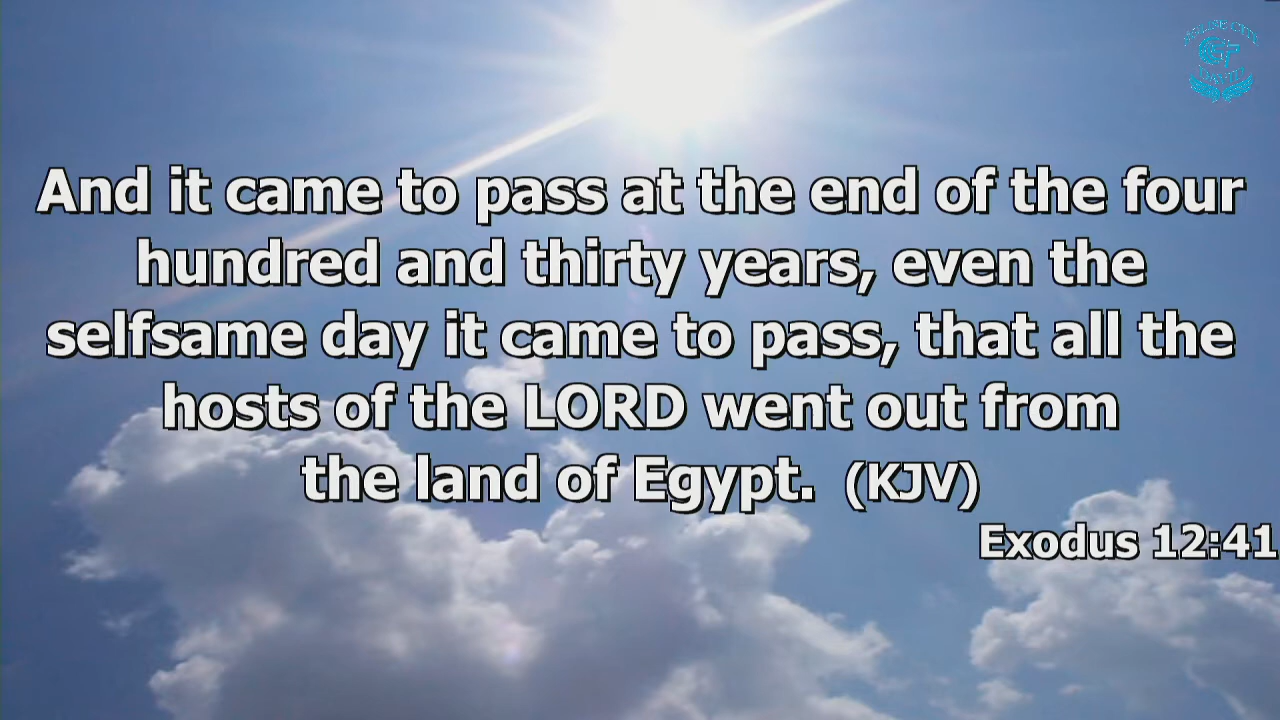 And it came to pass at the end of the four
hundred and thirty years, even the
selfsame day it came to pass, that all the
hosts of the LORD went out from
the land of Egypt. (KJV)
Exodus 12:41